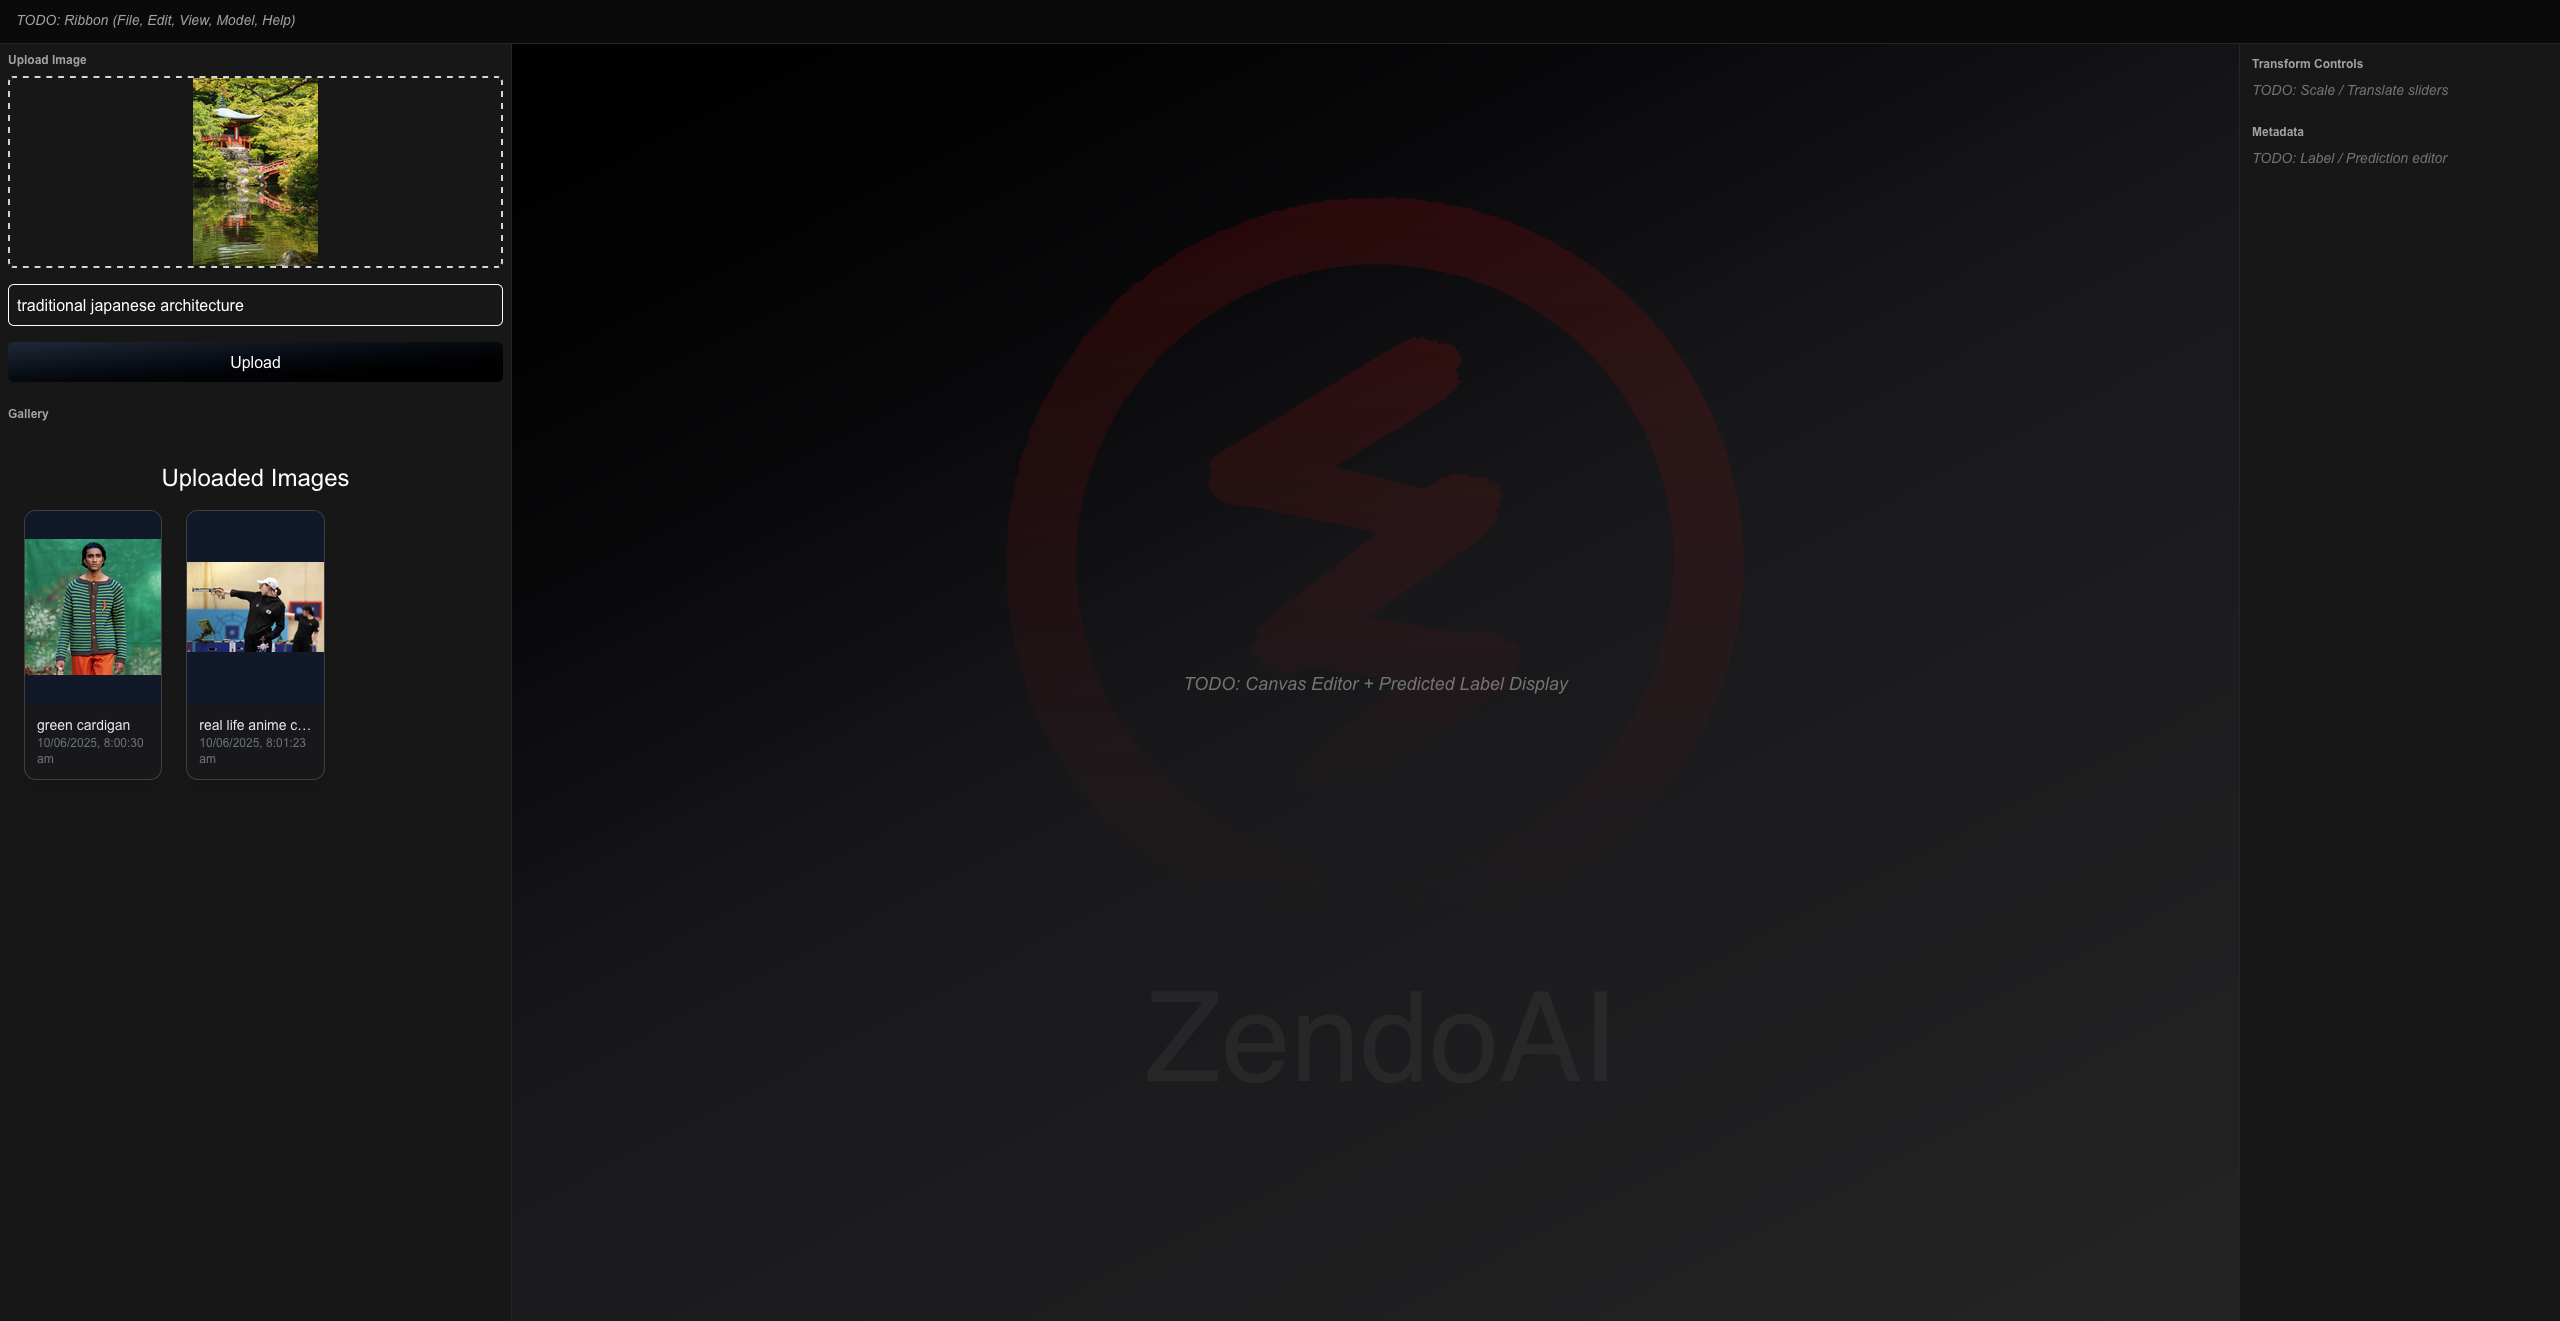 TODO: Ribbon (File, Edit, View, Model, Help)
Upload Image
traditional japanese architecture
Upload
Gallery
Uploaded Images
green cardigan
10/06/2025, 8:00:30
am
real life anime c...
10/06/2025, 8:01:23
am
TODO: Canvas Editor + Predicted Label Display
ZendoAI
Transform Controls
TODO: Scale / Translate sliders
Metadata
TODO: Label / Prediction editor